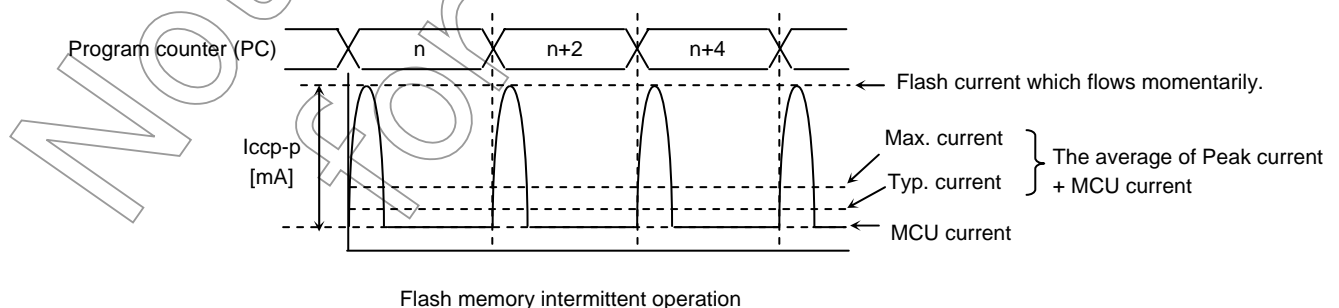 Program counter (PC)
n
n+2
n+4
Flash current which flows momentarily.
Iccp-p
[mA]
Max. current
Typ. current
The average of Peak current
+ MCU current
MCU current
Flash memory intermittent operation
for